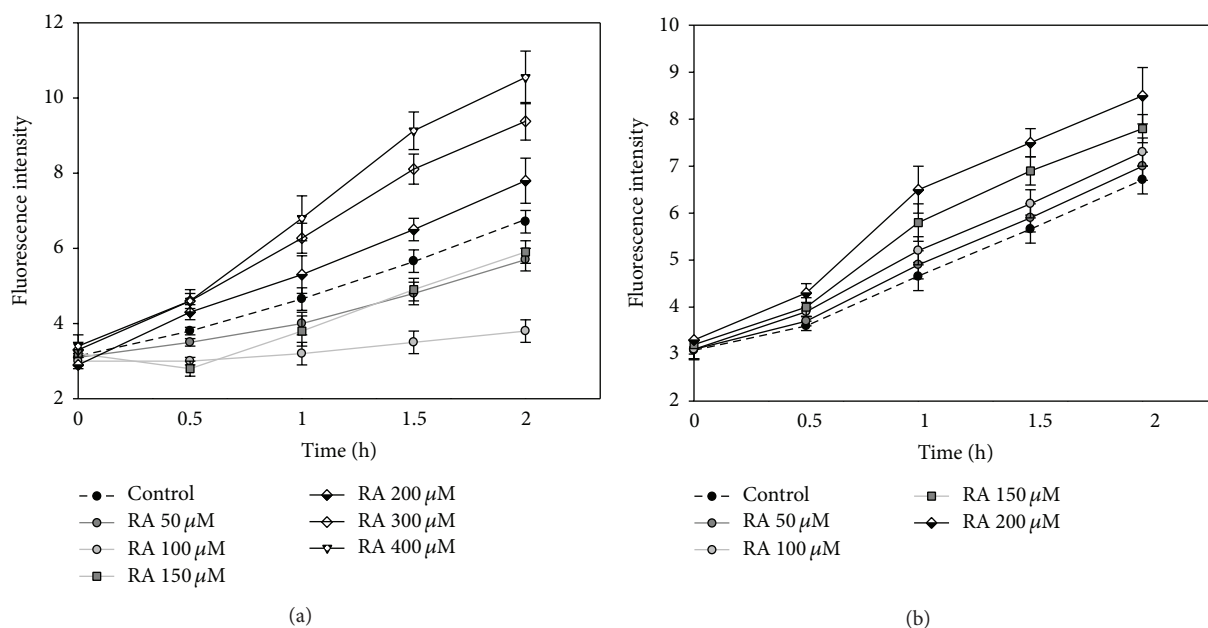 12
10
8
6
4
2
Fluorescence intensity
0 0.5 1 1.5 2
Time (h)
Control
RA 50 μM
RA 100 μM
RA 150 μM
RA 200 μM
RA 300 μM
RA 400 μM
(a)
10
9
8
7
6
5
4
3
2
Fluorescence intensity
0 0.5 1 1.5 2
Time (h)
Control
RA 50 μM
RA 100 μM
RA 150 μM
RA 200 μM
(b)